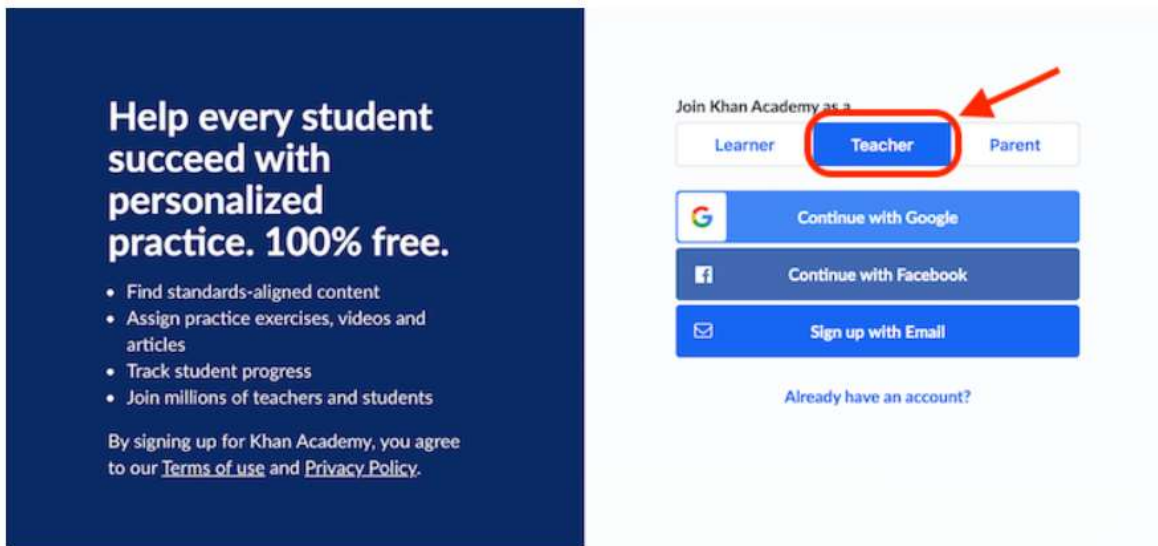 Help every student
succeed with
personalized
practice. 100% free.
• Find standards-aligned content
• Assign practice exercises, videos and
articles
• Track student progress
• Join millions of teachers and students
By signing up for Khan Academy, you agree
to our Terms of use and Privacy Policy.
Join Khan Academy as a
Learner Teacher Parent
Continue with Google
Continue with Facebook
Sign up with Email
Already have an account?